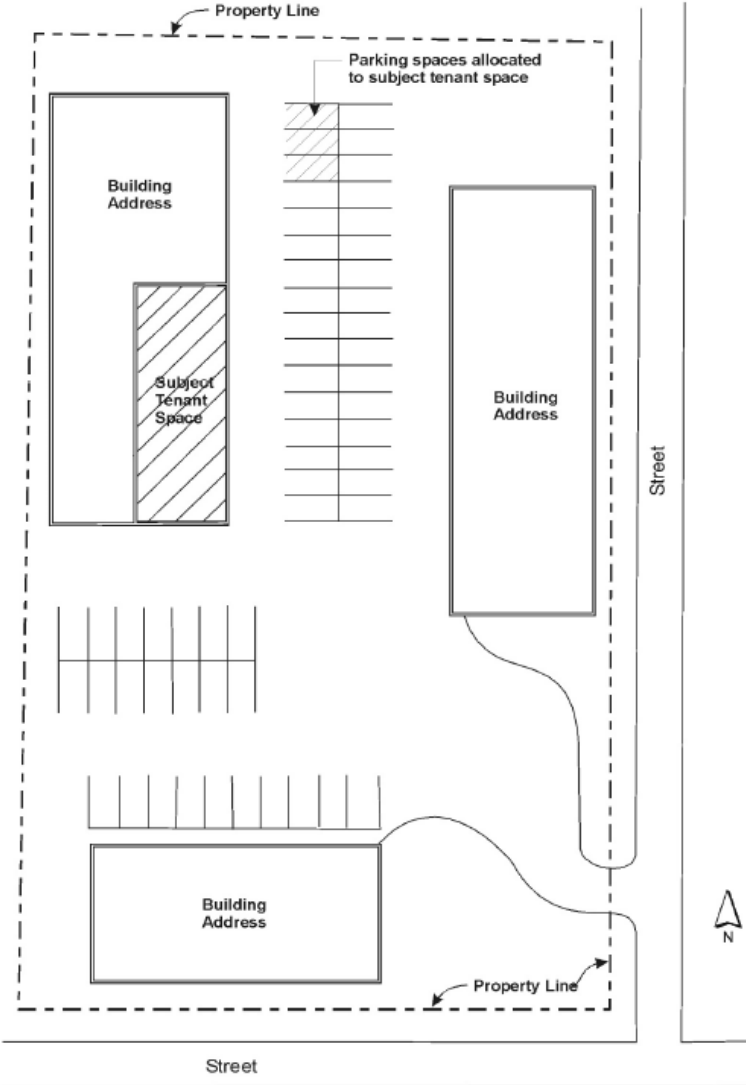 Property Line
Parking spaces allocated
to subject tenant space
Building
Address
Subject
Tenant
Space
Building
Address
Street
Building
Address
N
Property Line
Street